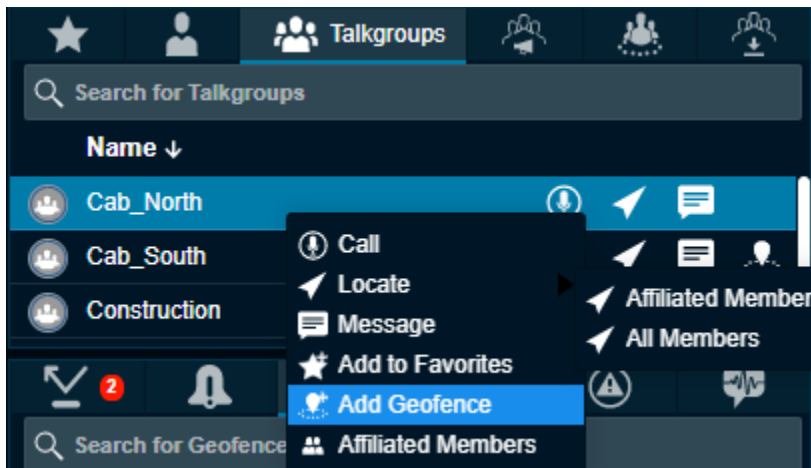 Talkgroups
Search for Talkgroups
Name
Cab_North
Cab_South
Construction
Call
Locate
Message
Add to Favorites
Add Geofence
Affiliated Members
Affiliated Member
All Members
2
Search for Geofence